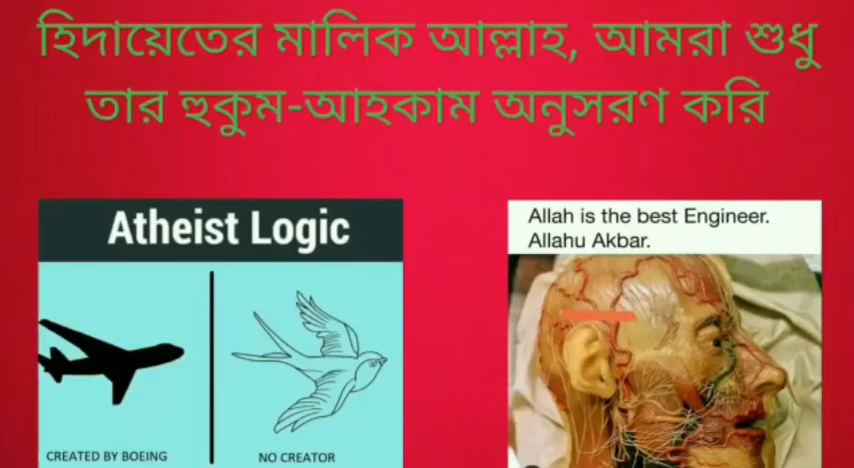 হিদায়েতের মালিক আল্লাহ, আমরা শুধু
তার হুকুম-আহকাম অনুসরণ করি
Atheist Logic
CREATED BY BOEING
NO CREATOR
Allah is the best Engineer.
Allahu Akbar.